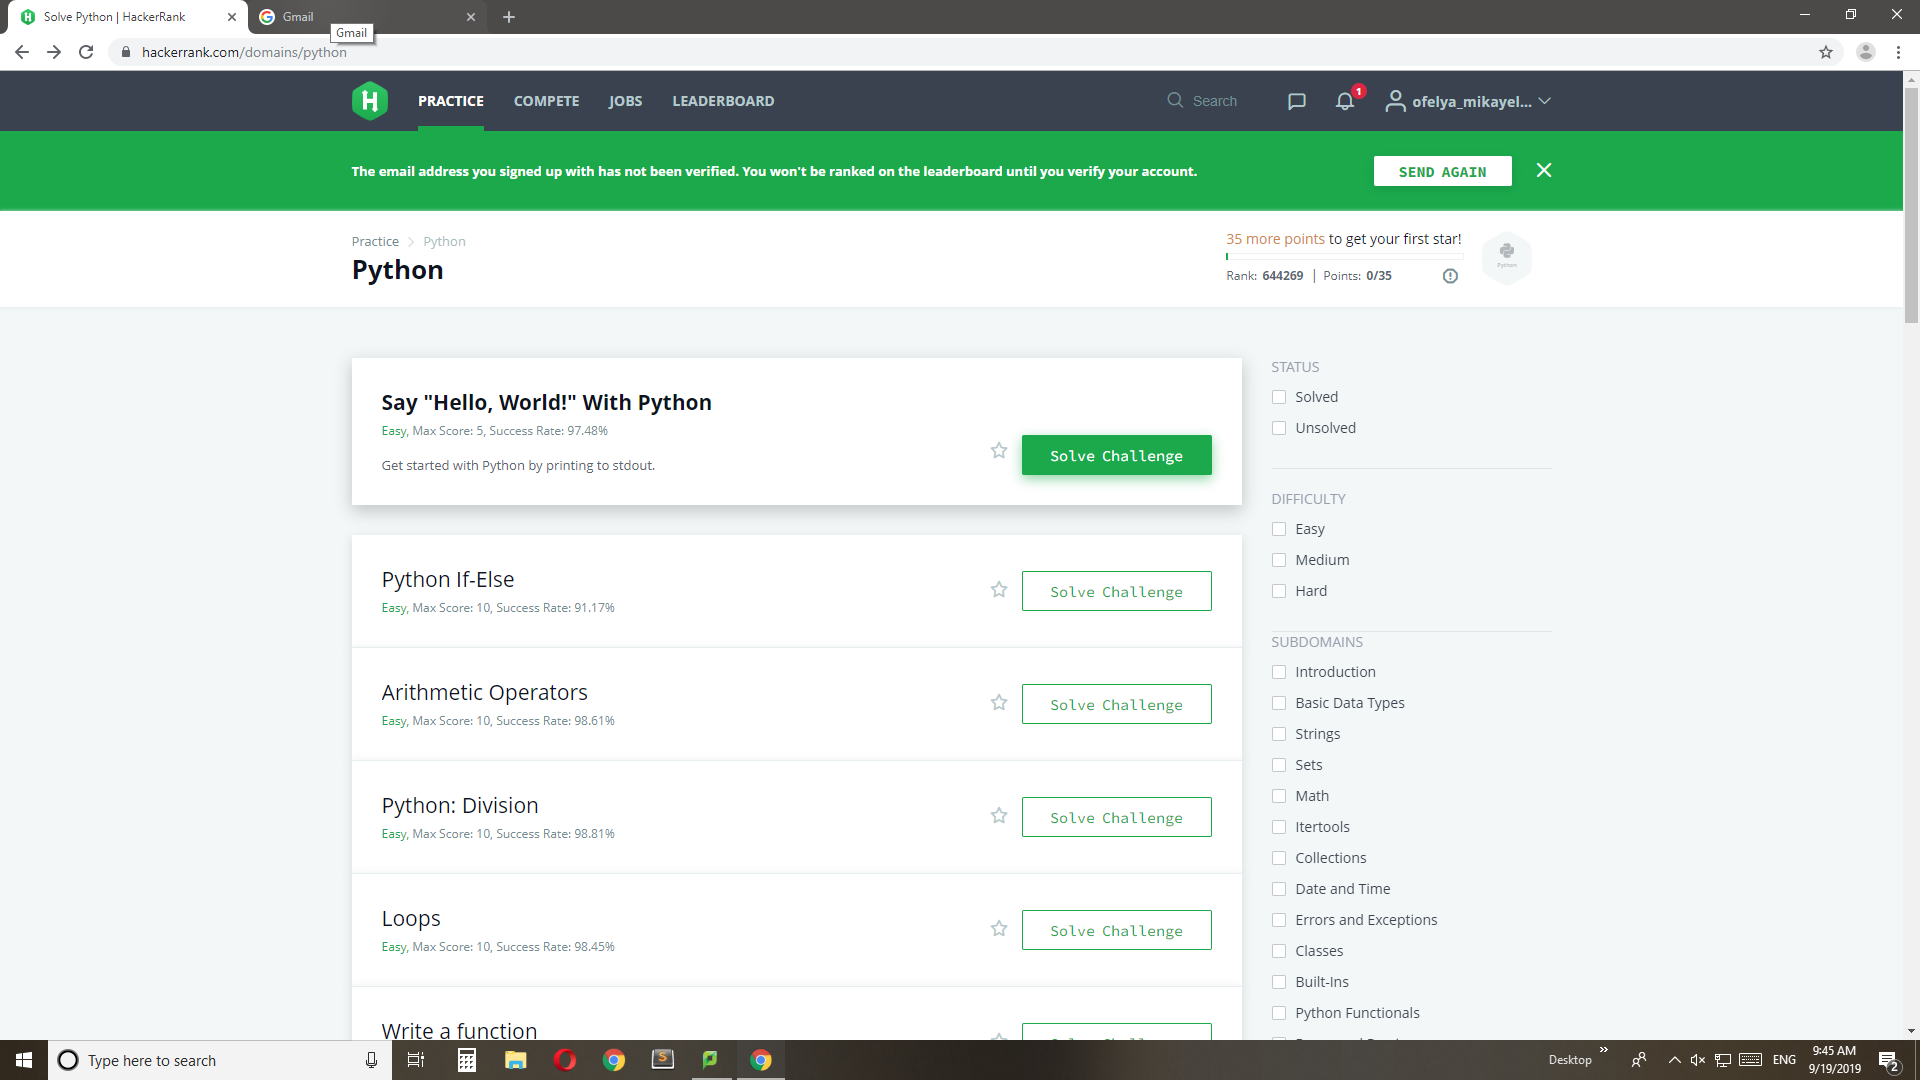 Solve Python | HackerRank
Gmail
Gmail
hackerrank.com/domains/python
PRACTICE COMPETE JOBS LEADERBOARD
Search
1
ofelya_mikayel...
The email address you signed up with has not been verified. You won't be ranked on the leaderboard until you verify your account.
SEND AGAIN
Practice Python
Python
35 more points to get your first star!
Rank: 644269 | Points: 0/35
Python
Say "Hello, World!" With Python
Easy, Max Score: 5, Success Rate: 97.48%
Get started with Python by printing to stdout.
Solve Challenge
Python If-Else
Easy, Max Score: 10, Success Rate: 91.17%
Solve Challenge
Arithmetic Operators
Easy, Max Score: 10, Success Rate: 98.61%
Solve Challenge
Python: Division
Easy, Max Score: 10, Success Rate: 98.81%
Solve Challenge
Loops
Easy, Max Score: 10, Success Rate: 98.45%
Solve Challenge
Write a function
STATUS
Solved
Unsolved
DIFFICULTY
Easy
Medium
Hard
SUBDOMAINS
Introduction
Basic Data Types
Strings
Sets
Math
Itertools
Collections
Date and Time
Errors and Exceptions
Classes
Built-Ins
Python Functionals
Type here to search
Desktop
ENG
9:45 AM
9/19/2019
2